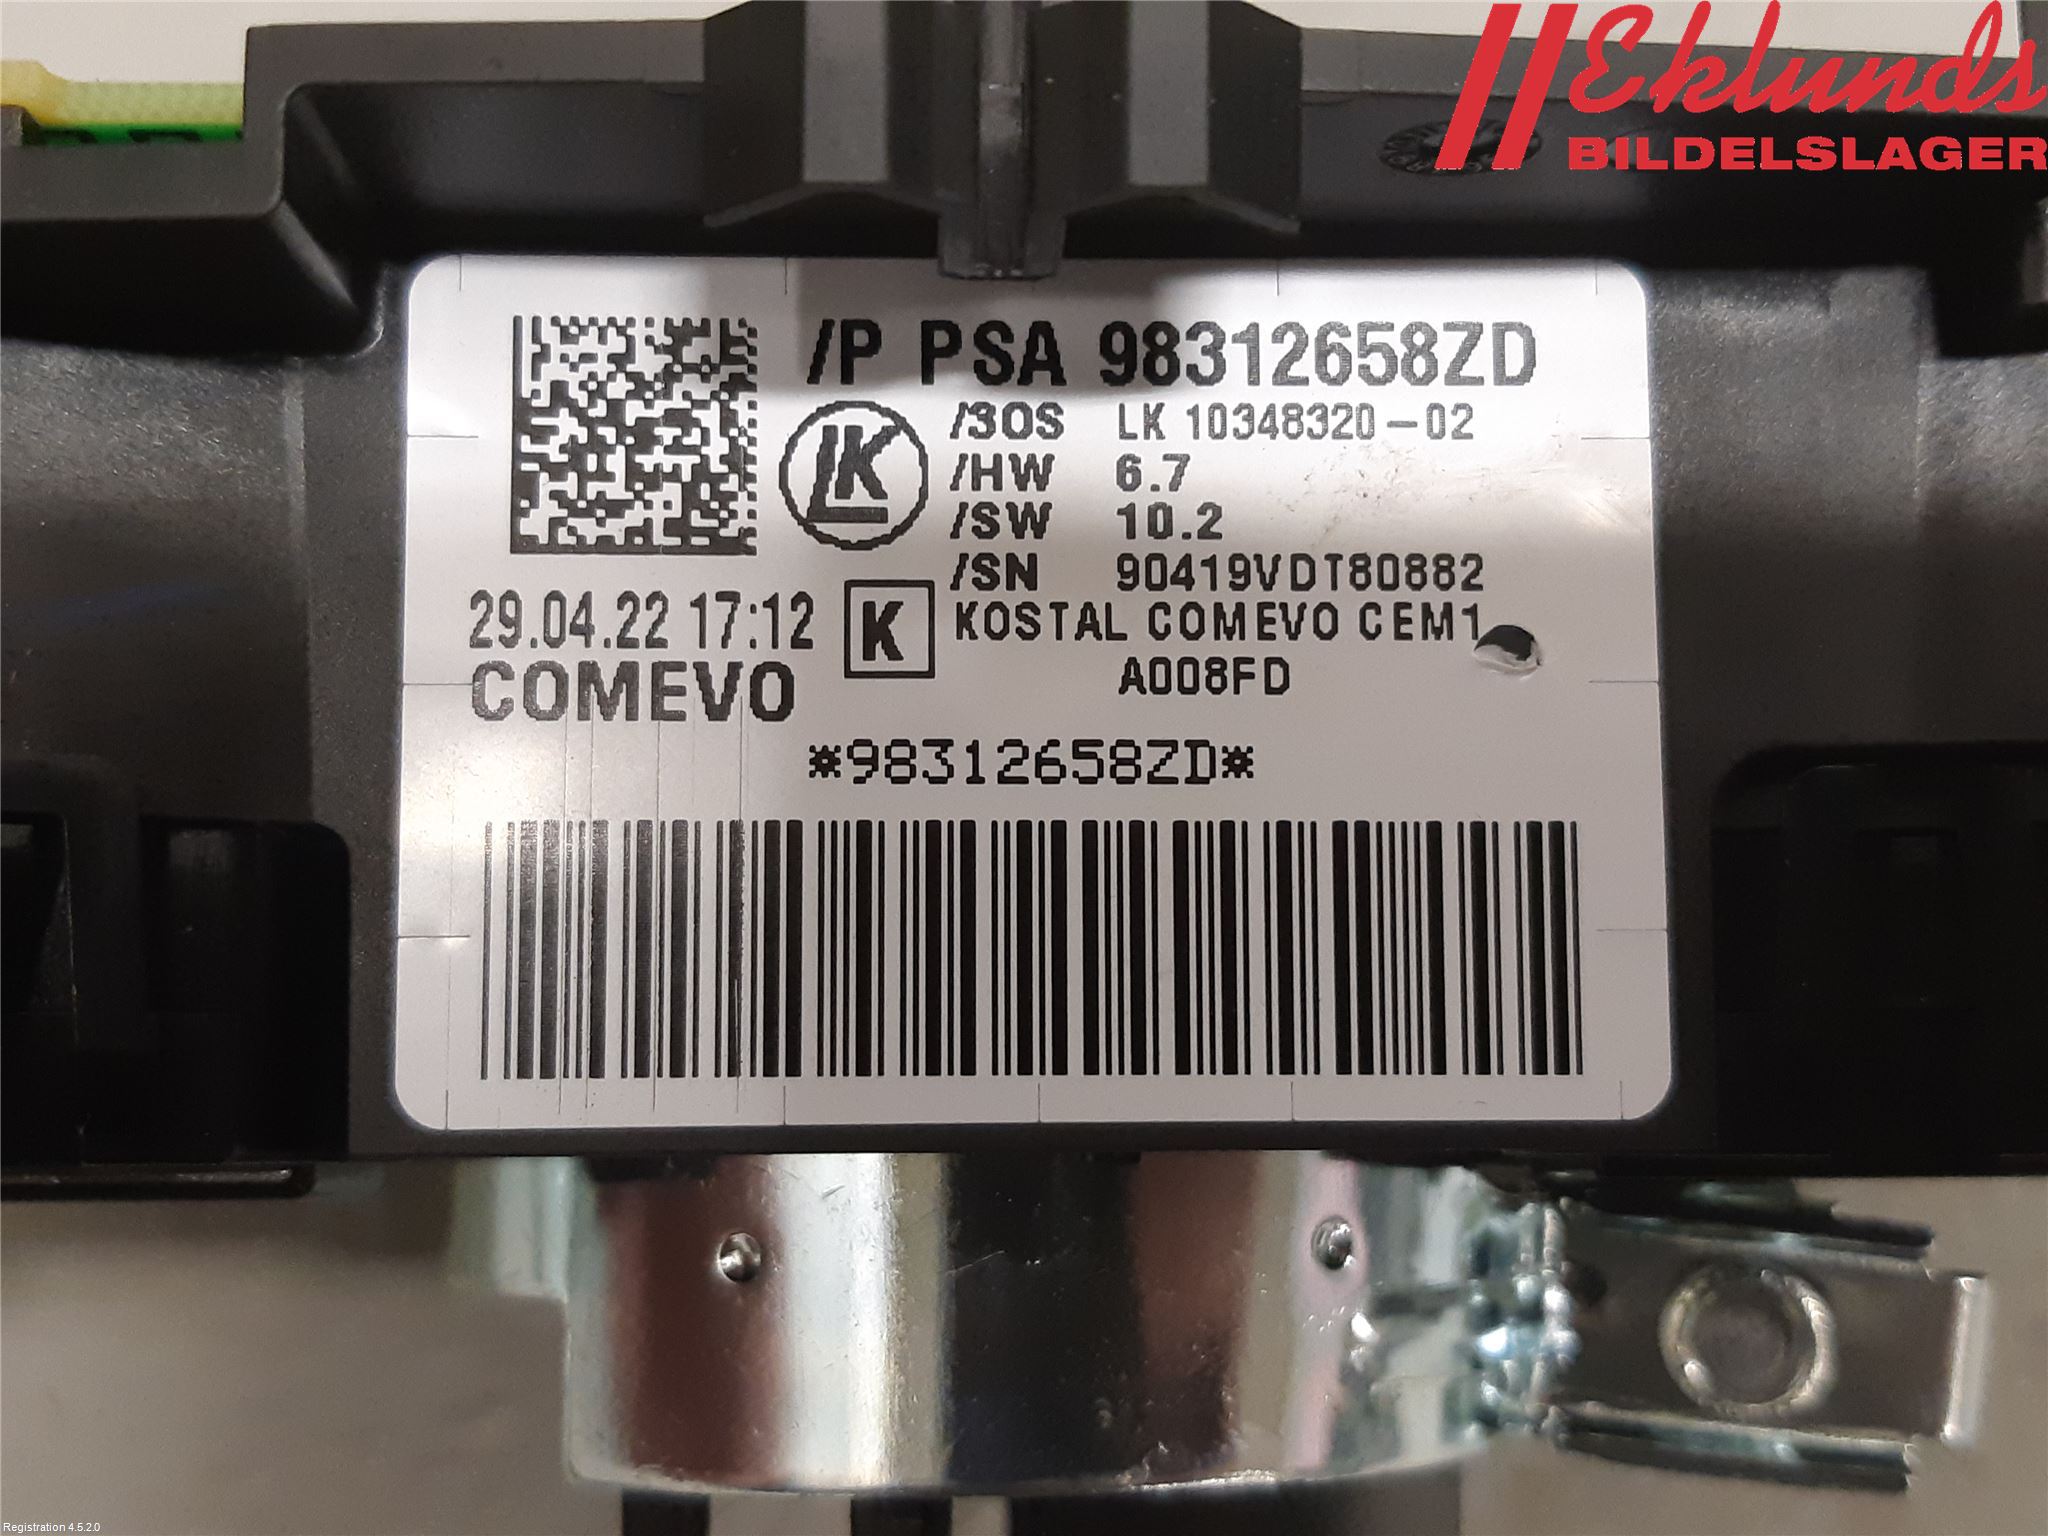 Eklunds
BILDELSLAGER
/P PSA 98312658ZD
/3OS LK 10348320-02
/HW 6.7
/SW 10.2
/SN 90419VDT80882
LK
29.04.22 17:12
K
KOSTAL COMEVO CEM1
COMEVO
A008FD
*98312658ZD*
Registration 4.5.2.0